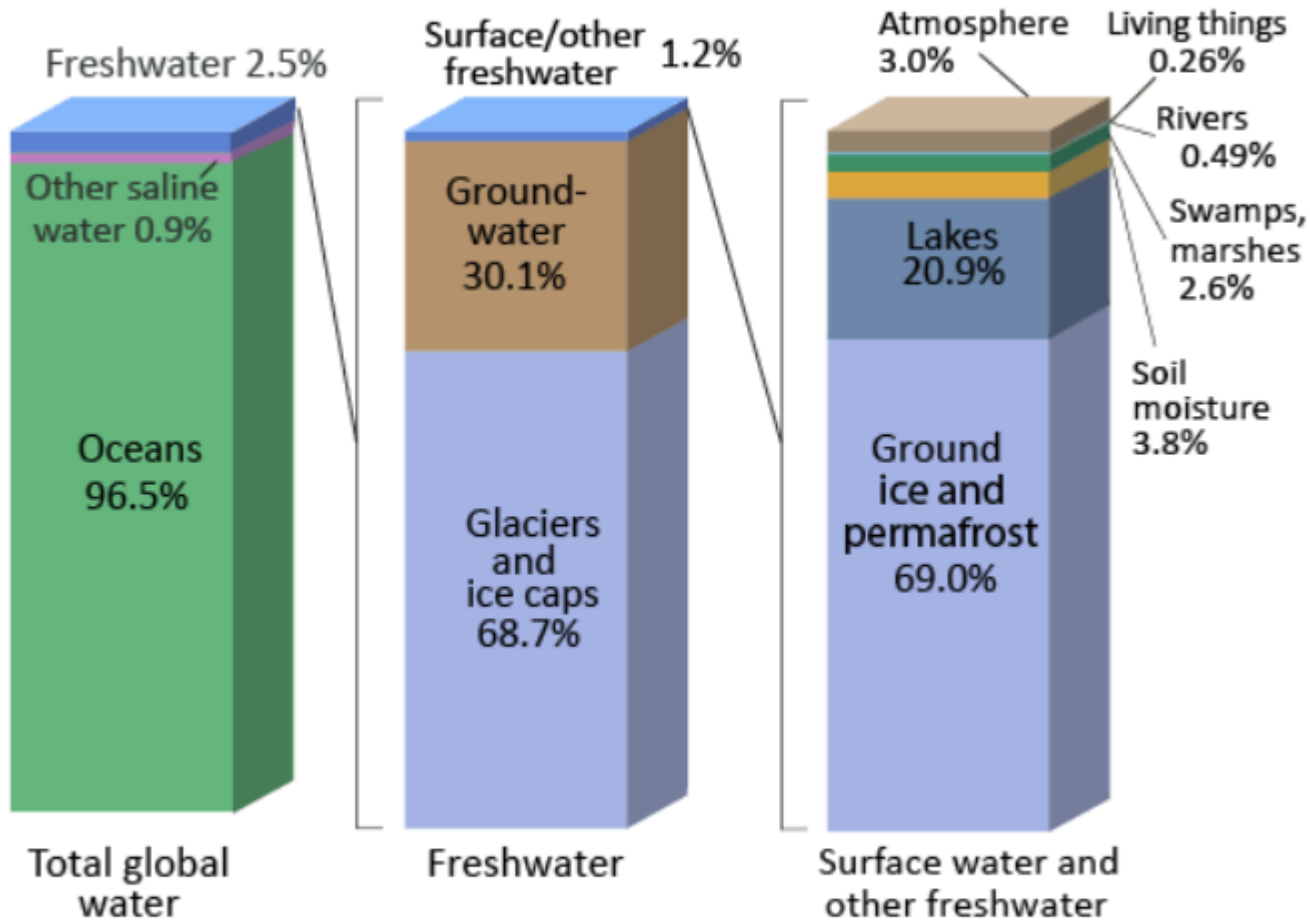 Freshwater 2.5%
Other saline
water 0.9%
Oceans
96.5%
Total global
water
Surface/other
freshwater
1.2%
Ground-
water
30.1%
Glaciers
and
ice caps
68.7%
Freshwater
Atmosphere
3.0%
Living things
0.26%
Rivers
0.49%
Swamps,
marshes
2.6%
Soil
moisture
3.8%
Lakes
20.9%
Ground
ice and
permafrost
69.0%
Surface water and
other freshwater